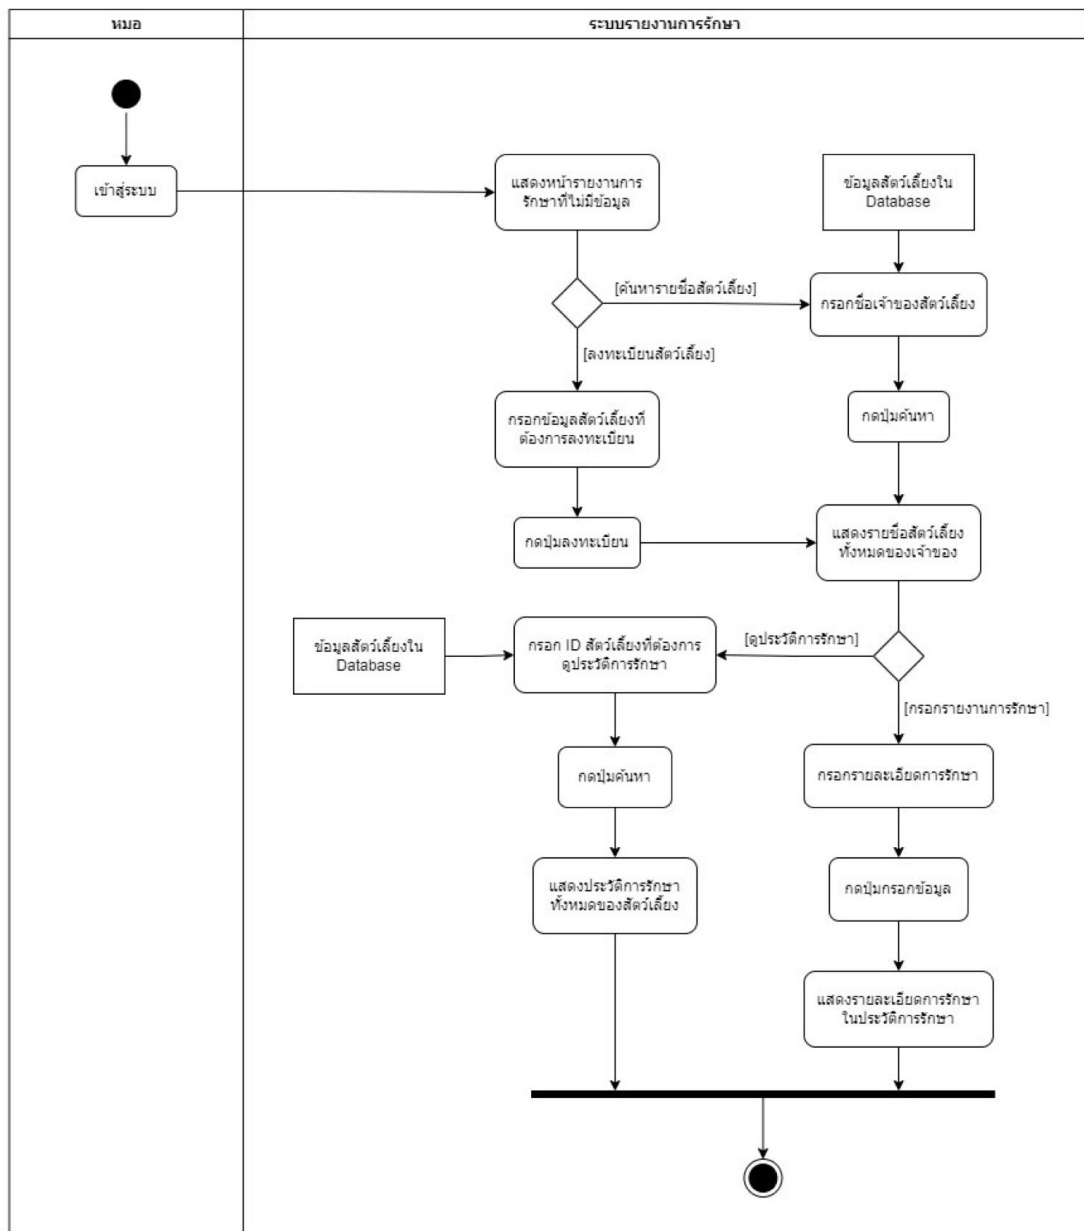 หมอ
ระบบรายงานการรักษา
เข้าสู่ระบบ
แสดงหน้ารายงานการ
รักษาที่ไม่มีข้อมูล
ข้อมูลสัตว์เลี้ยงใน
Database
[ค้นหารายชื่อสัตว์เลี้ยง]
กรอกชื่อเจ้าของสัตว์เลี้ยง
[ลงทะเบียนสัตว์เลี้ยง]
กรอกข้อมูลสัตว์เลี้ยงที่
ต้องการลงทะเบียน
กดปุ่มค้นหา
กดปุ่มลงทะเบียน
แสดงรายชื่อสัตว์เลี้ยง
ทั้งหมดของเจ้าของ
ข้อมูลสัตว์เลี้ยงใน
Database
กรอก ID สัตว์เลี้ยงที่ต้องการ
ดูประวัติการรักษา
[ดูประวัติการรักษา]
[กรอกรายงานการรักษา]
กดปุ่มค้นหา
กรอกรายละเอียดการรักษา
แสดงประวัติการรักษา
ทั้งหมดของสัตว์เลี้ยง
กดปุ่มกรอกข้อมูล
แสดงรายละเอียดการรักษา
ในประวัติการรักษา